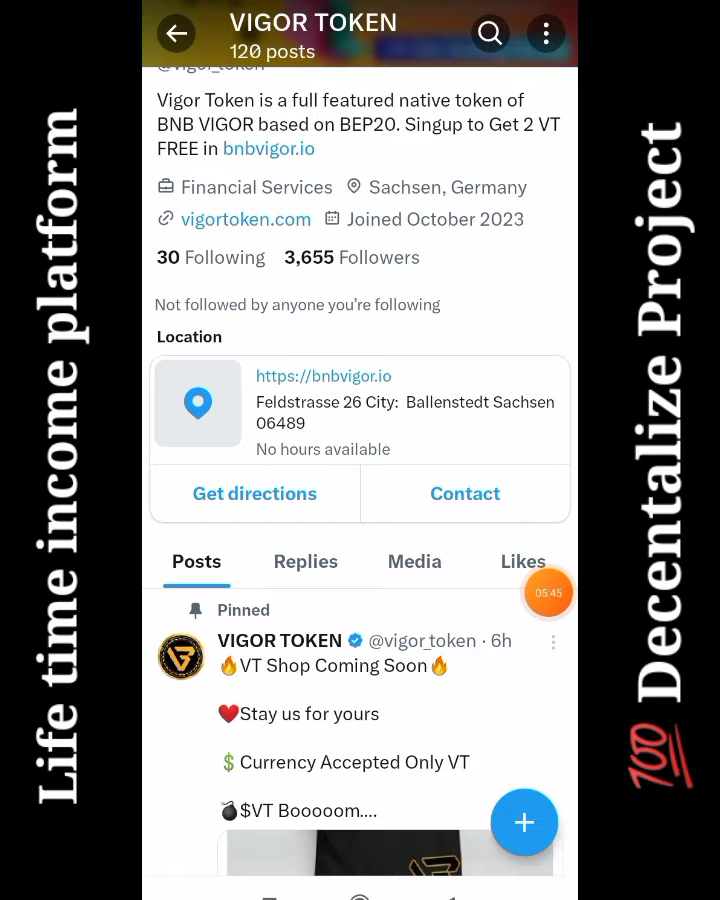 Life time income platform
VIGOR TOKEN
120 posts
@vigor_token
Vigor Token is a full featured native token of
BNB VIGOR based on BEP20. Singup to Get 2 VT
FREE in bnbvigor.io
Financial Services Sachsen, Germany
vigortoken.com Joined October 2023
30 Following 3,655 Followers
Not followed by anyone you're following
Location
https://bnbvigor.io
Feldstrasse 26 City: Ballenstedt Sachsen
06489
No hours available
Get directions Contact
Posts Replies Media Likes
05:45
Pinned
VIGOR TOKEN @vigor_token · 6h
🔥VT Shop Coming Soon🔥
❤️Stay us for yours
💲Currency Accepted Only VT
💣$VT Booooom....
💯 Decentalize Project